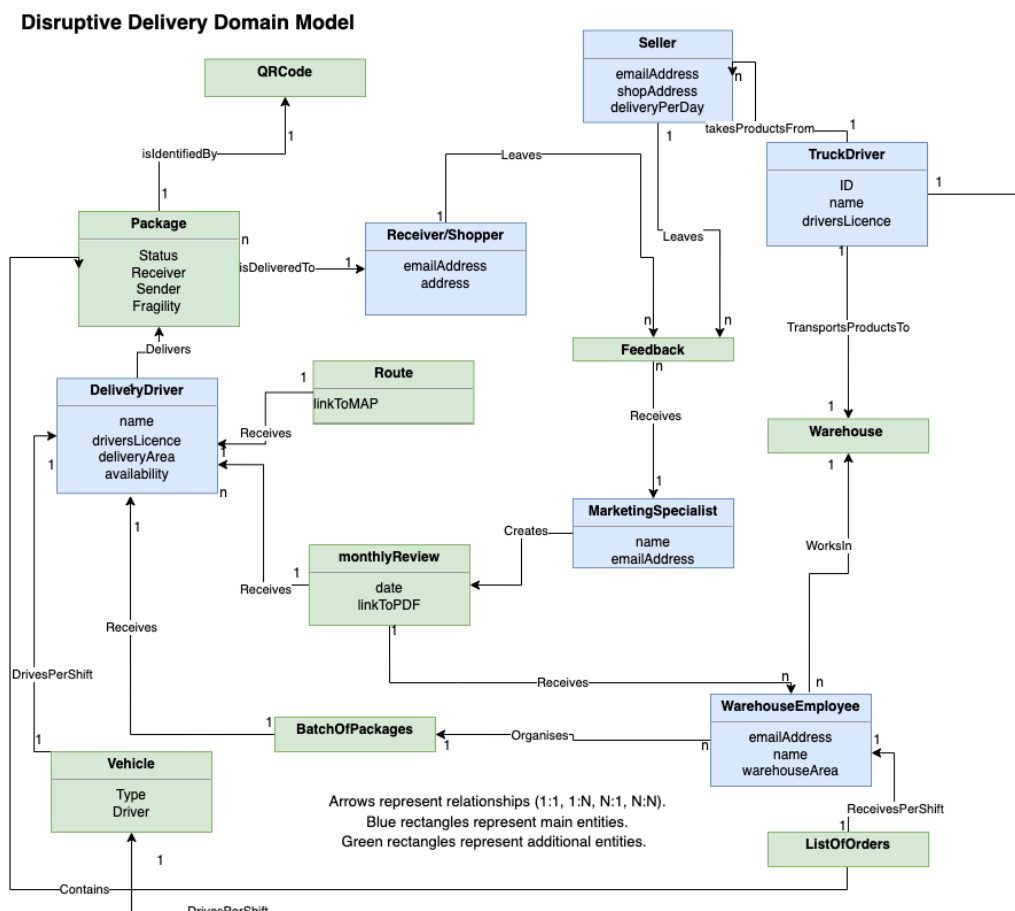 Disruptive Delivery Domain Model
QRCode
1
isIdentifiedBy
1
Seller
emailAddress
shopAddress
deliveryPerDay
n
1
takesProductsFrom
1
TruckDriver
ID
name
driversLicence
1
1
Leaves
1
Package
Status
Receiver
Sender
Fragility
n
isDeliveredTo
1
Receiver/Shopper
emailAddress
address
Leaves
n
n
Feedback
n
TransportsProductsTo
1
Warehouse
1
Delivers
1
DeliveryDriver
name
driversLicence
deliveryArea
availability
1
1
n
1
Route
linkToMAP
Receives
Receives
1
MarketingSpecialist
name
emailAddress
Creates
monthlyReview
date
linkToPDF
1
Receives
1
1
Receives
WorksIn
DrivesPerShift
Receives
n
n
WarehouseEmployee
emailAddress
name
warehouseArea
1
n
BatchOfPackages
1
1
Organises
1
Vehicle
Type
Driver
Arrows represent relationships (1:1, 1:N, N:1, N:N).
Blue rectangles represent main entities.
Green rectangles represent additional entities.
ReceivesPerShift
1
ListOfOrders
1
Contains
DrivesPerShift